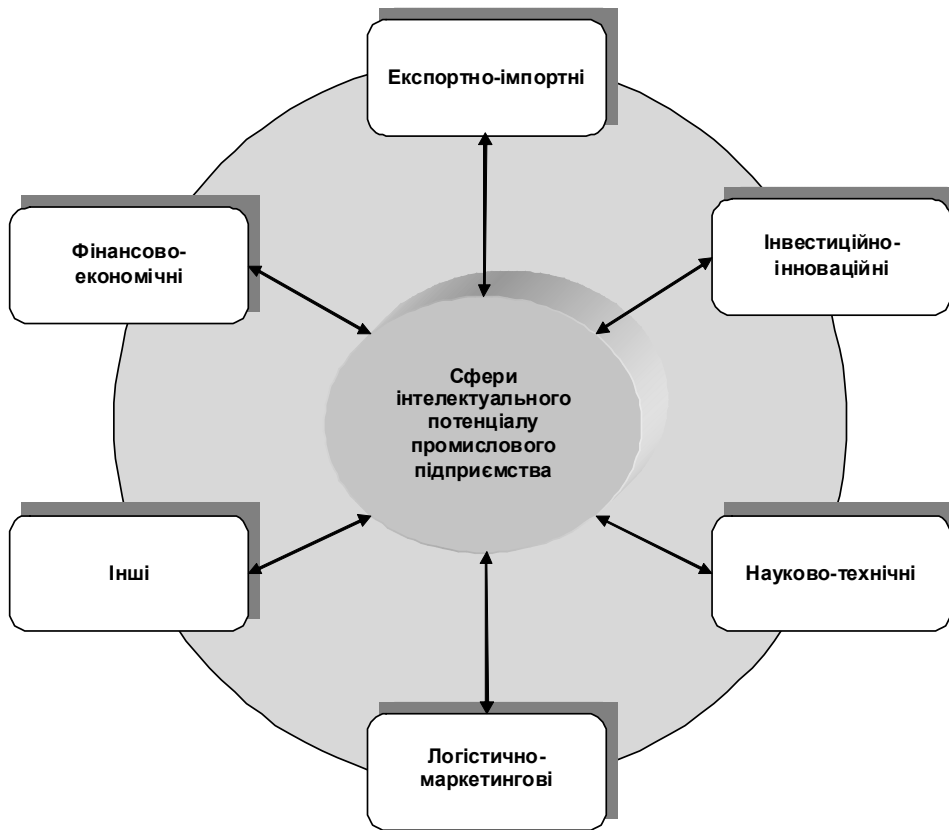 Експортно-імпортні
Фінансово-
економічні
Інвестиційно-
інноваційні
Сфери
інтелектуального
потенціалу
промислового
підприємства
Інші
Науково-технічні
Логістично-
маркетингові